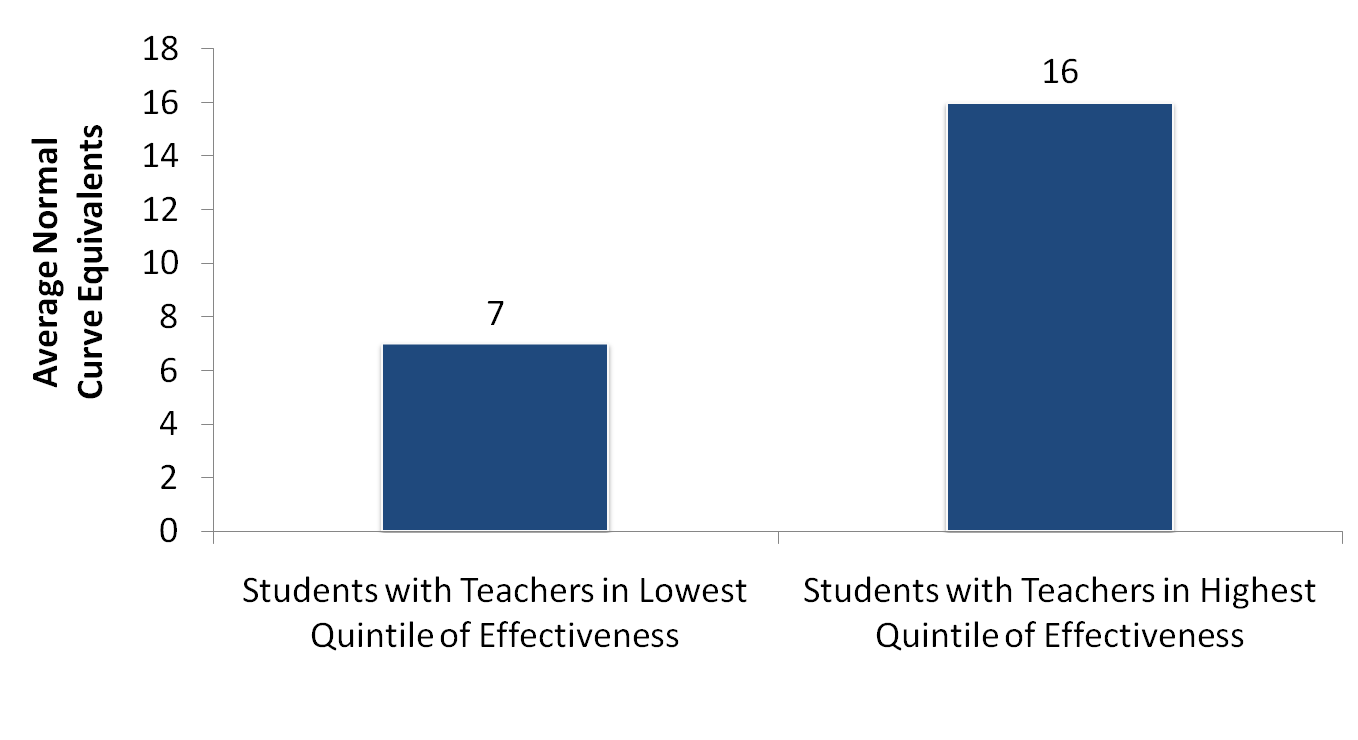 Average Normal
Curve Equivalents
18
16
14
12
10
8
6
4
2
0
7
16
Students with Teachers in Lowest
Quintile of Effectiveness
Students with Teachers in Highest
Quintile of Effectiveness